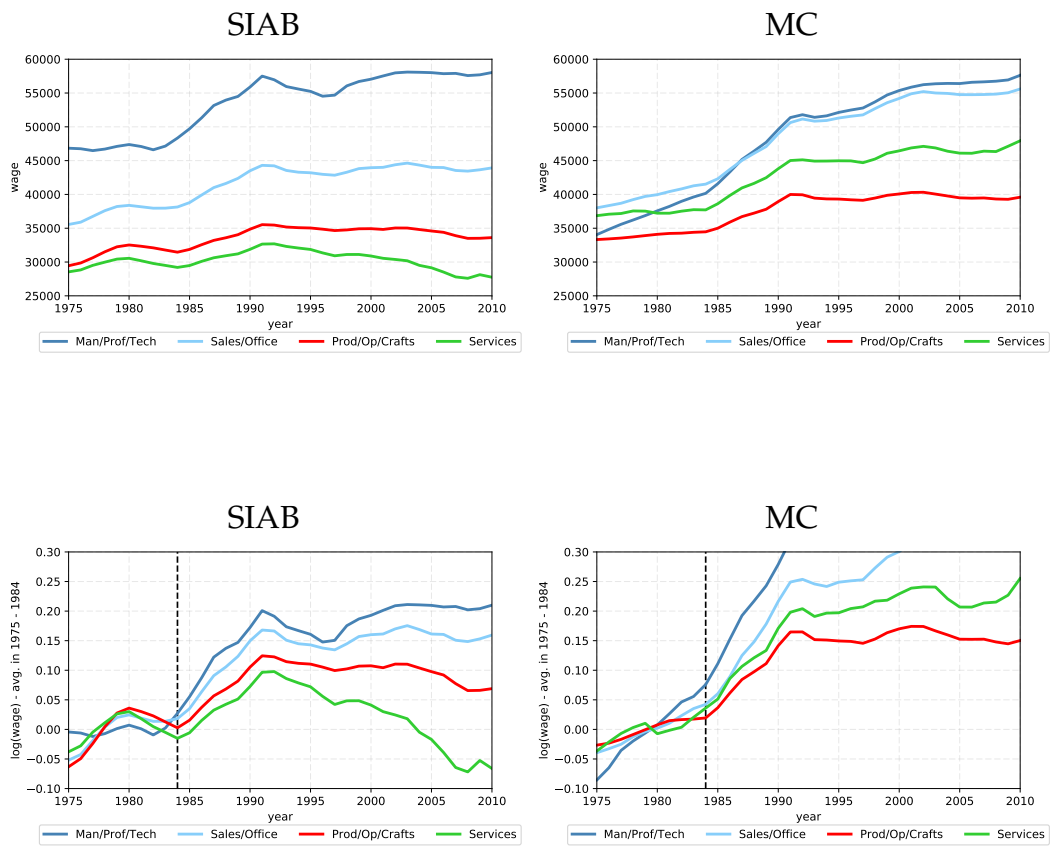 SIAB
MC
60000
55000
50000
45000
40000
35000
30000
25000
wage
1975 1980 1985 1990 1995 2000 2005 2010
year
Man/Prof/Tech Sales/Office Prod/Op/Crafts Services
60000
55000
50000
45000
40000
35000
30000
25000
wage
1975 1980 1985 1990 1995 2000 2005 2010
year
Man/Prof/Tech Sales/Office Prod/Op/Crafts Services
SIAB
MC
0.30
0.25
0.20
0.15
0.10
0.05
0.00
−0.05
−0.10
log(wage) - avg. in 1975 - 1984
1975 1980 1985 1990 1995 2000 2005 2010
year
Man/Prof/Tech Sales/Office Prod/Op/Crafts Services
0.30
0.25
0.20
0.15
0.10
0.05
0.00
−0.05
−0.10
log(wage) - avg. in 1975 - 1984
1975 1980 1985 1990 1995 2000 2005 2010
year
Man/Prof/Tech Sales/Office Prod/Op/Crafts Services